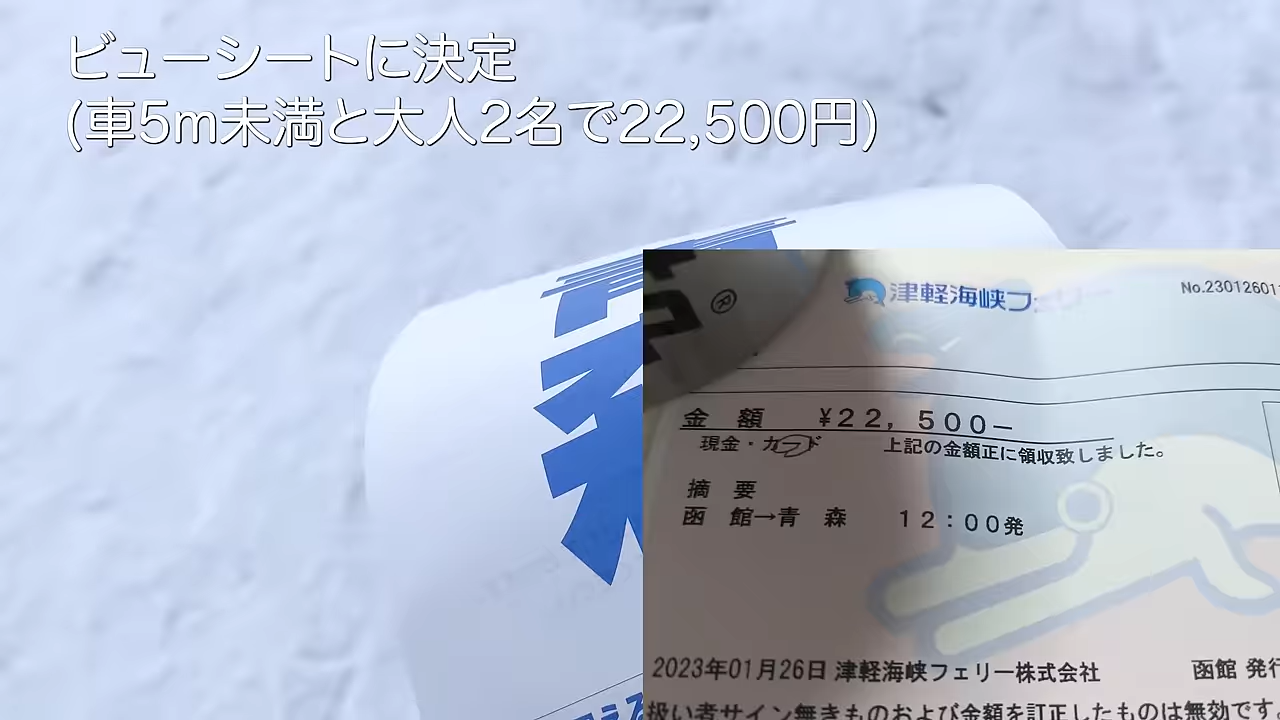 ビューシートに決定
(車5m未満と大人2名で22,500円)
®
津軽海峡フェリー
No.23012601
金 額 ¥22,500−
現金・カード 上記の金額正に領収致しました。
摘 要
函 館→青 森 12:00発
2023年01月26日 津軽海峡フェリー株式会社 函館 発行
扱い者サイン無きものおよび金額を訂正したものは無効です